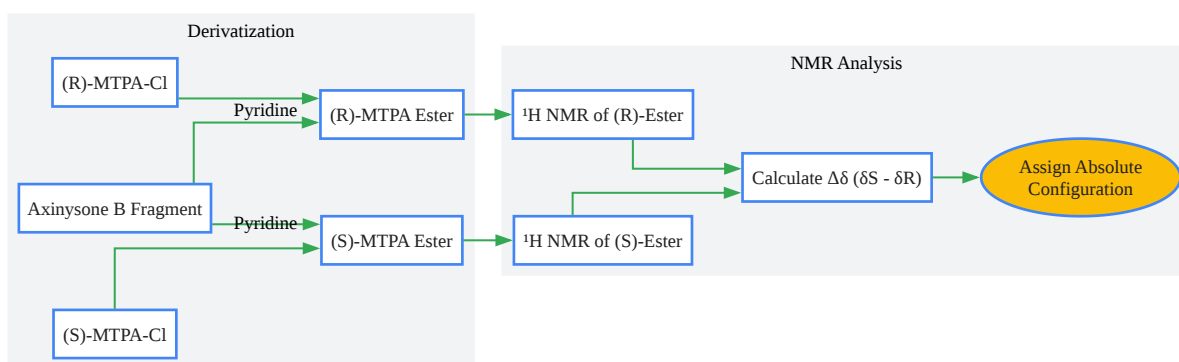 Derivatization
NMR Analysis
(R)-MTPA-Cl
Pyridine
(R)-MTPA Ester
¹H NMR of (R)-Ester
Axinysone B Fragment
Pyridine
(S)-MTPA Ester
¹H NMR of (S)-Ester
Calculate Δδ (δS - δR)
Assign Absolute
Configuration
(S)-MTPA-Cl